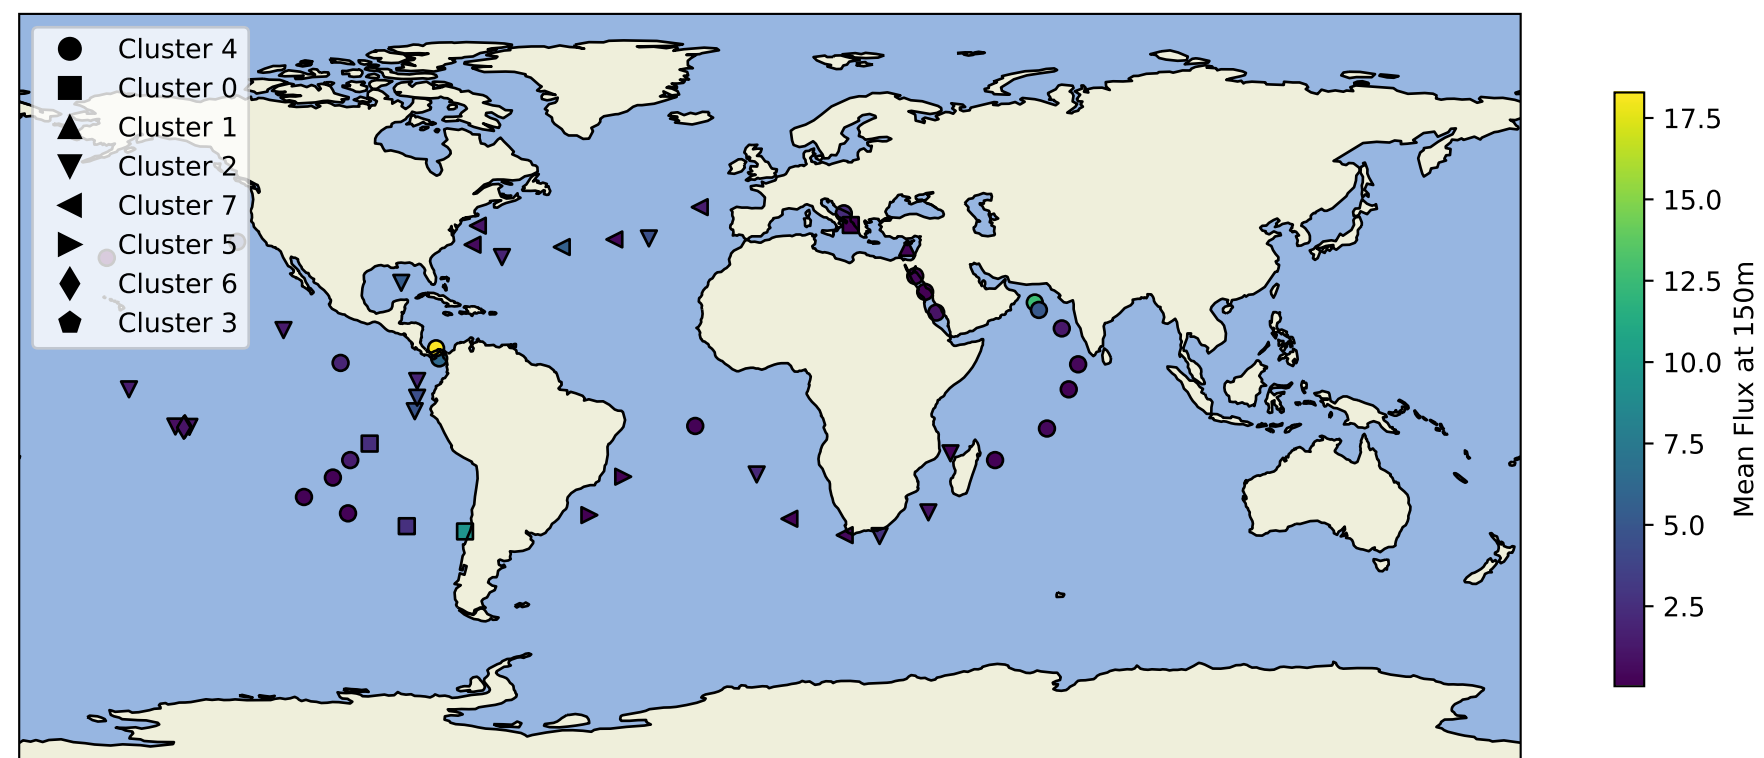 Cluster 4
Cluster 0
Cluster 1
Cluster 2
Cluster 7
Cluster 5
Cluster 6
Cluster 3
17.5
15.0
12.5
10.0
7.5
5.0
2.5
Mean Flux at 150m